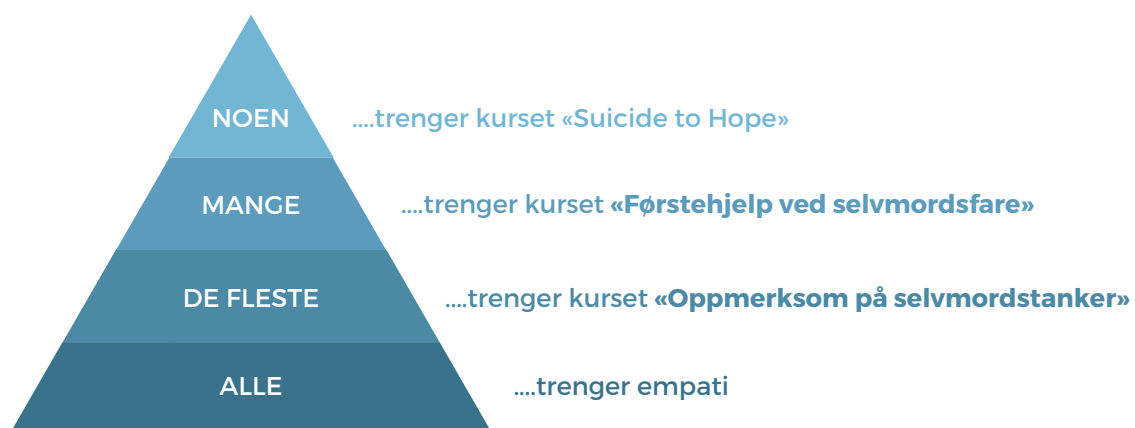 NOEN ....trenger kurset «Suicide to Hope»
MANGE ....trenger kurset «Førstehjelp ved selvmordsfare»
DE FLESTE ....trenger kurset «Oppmerksom på selvmordstanker»
ALLE ....trenger empati